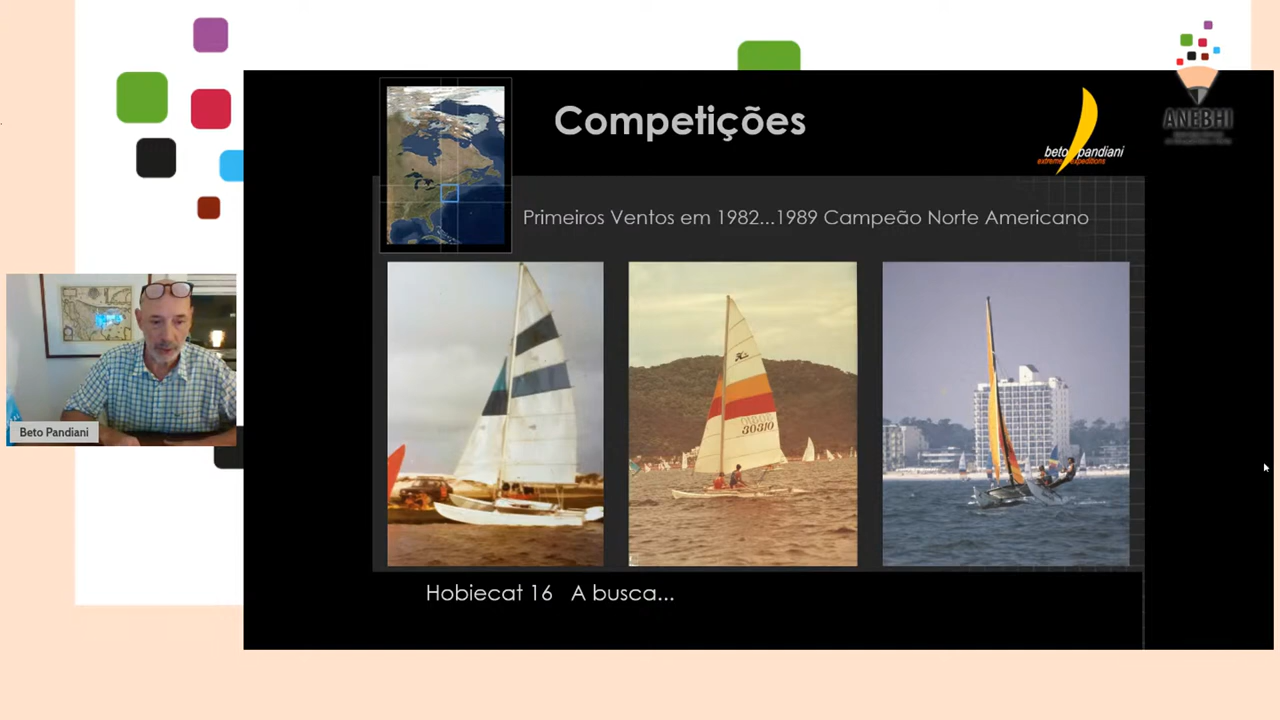 Competições
ANEBHI
beto pandiani
extreme expeditions
Primeiros Ventos em 1982...1989 Campeão Norte Americano
30310
Beto Pandiani
Hobiecat 16 A busca...